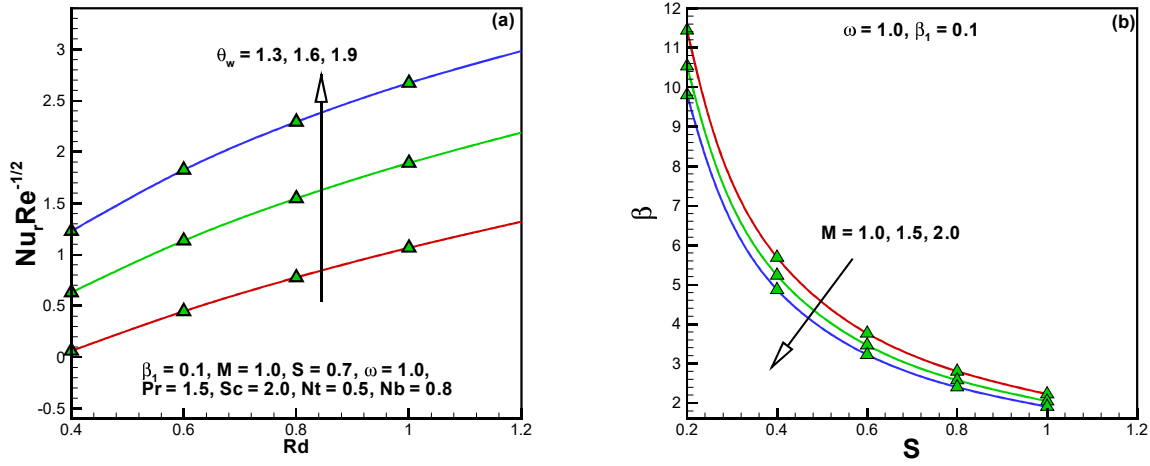 (a)
θw = 1.3, 1.6, 1.9
3
2.5
2
1.5
1
0.5
0
-0.5
NurRe-1/2
β1 = 0.1, M = 1.0, S = 0.7, ω = 1.0,
Pr = 1.5, Sc = 2.0, Nt = 0.5, Nb = 0.8
0.4 0.6 0.8 1 1.2
Rd
(b)
ω = 1.0, β1 = 0.1
12
11
10
9
8
7
6
5
4
3
2
β
M = 1.0, 1.5, 2.0
0.2 0.4 0.6 0.8 1 1.2
S